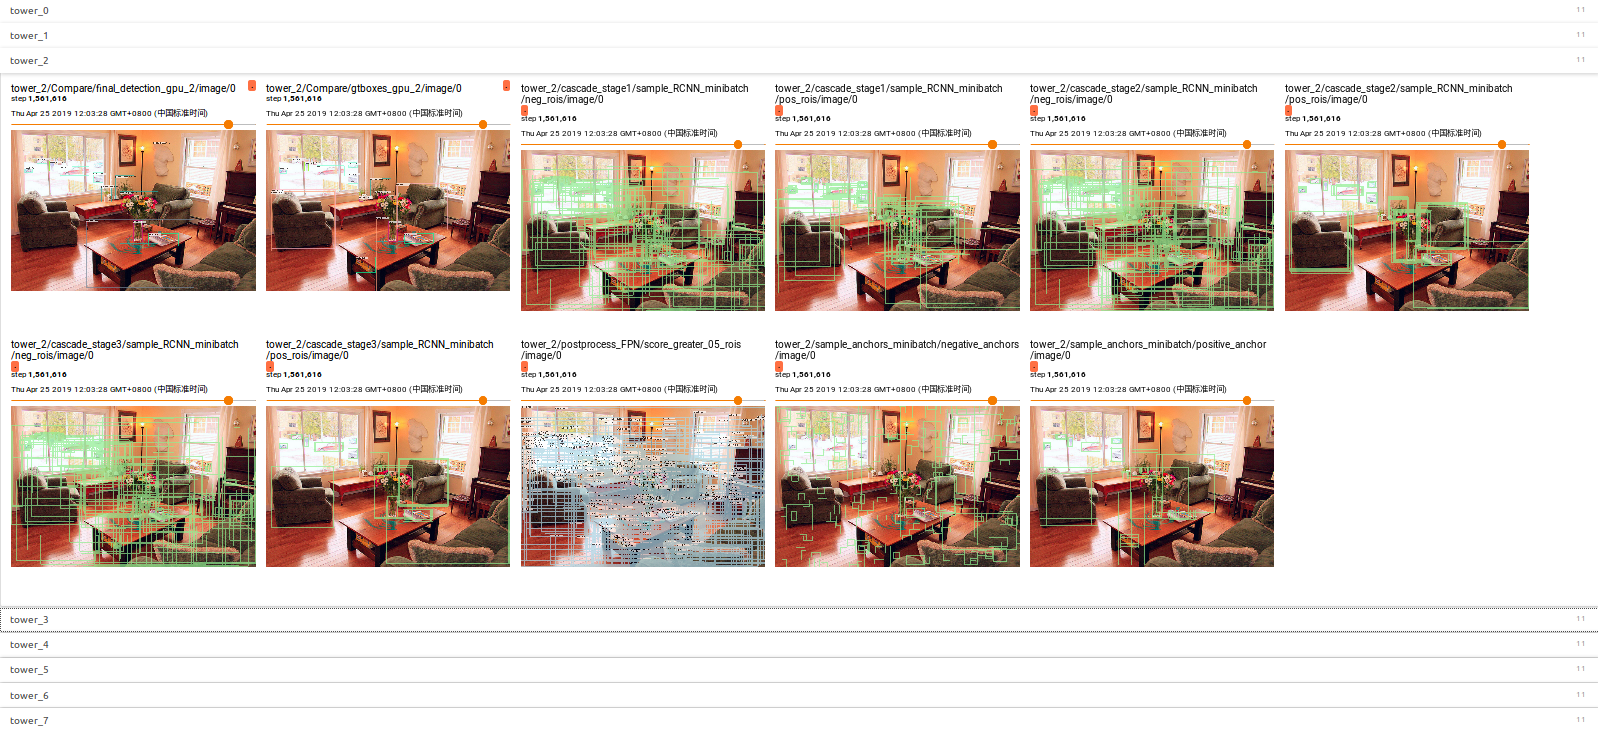 tower_0 11
tower_1 11
tower_2 11
tower_2/Compare/final_detection_gpu_2/image/0
step 1,561,616
Thu Apr 25 2019 12:03:28 GMT+0800 (中国标准时间)
tower_2/Compare/gtboxes_gpu_2/image/0
step 1,561,616
Thu Apr 25 2019 12:03:28 GMT+0800 (中国标准时间)
tower_2/cascade_stage1/sample_RCNN_minibatch
/neg_rois/image/0
step 1,561,616
Thu Apr 25 2019 12:03:28 GMT+0800 (中国标准时间)
tower_2/cascade_stage1/sample_RCNN_minibatch
/pos_rois/image/0
step 1,561,616
Thu Apr 25 2019 12:03:28 GMT+0800 (中国标准时间)
tower_2/cascade_stage2/sample_RCNN_minibatch
/neg_rois/image/0
step 1,561,616
Thu Apr 25 2019 12:03:28 GMT+0800 (中国标准时间)
tower_2/cascade_stage2/sample_RCNN_minibatch
/pos_rois/image/0
step 1,561,616
Thu Apr 25 2019 12:03:28 GMT+0800 (中国标准时间)
tower_2/cascade_stage3/sample_RCNN_minibatch
/neg_rois/image/0
step 1,561,616
Thu Apr 25 2019 12:03:28 GMT+0800 (中国标准时间)
tower_2/cascade_stage3/sample_RCNN_minibatch
/pos_rois/image/0
step 1,561,616
Thu Apr 25 2019 12:03:28 GMT+0800 (中国标准时间)
tower_2/postprocess_FPN/score_greater_05_rois
/image/0
step 1,561,616
Thu Apr 25 2019 12:03:28 GMT+0800 (中国标准时间)
tower_2/sample_anchors_minibatch/negative_anchors
/image/0
step 1,561,616
Thu Apr 25 2019 12:03:28 GMT+0800 (中国标准时间)
tower_2/sample_anchors_minibatch/positive_anchor
/image/0
step 1,561,616
Thu Apr 25 2019 12:03:28 GMT+0800 (中国标准时间)
tower_3 11
tower_4 11
tower_5 11
tower_6 11
tower_7 11